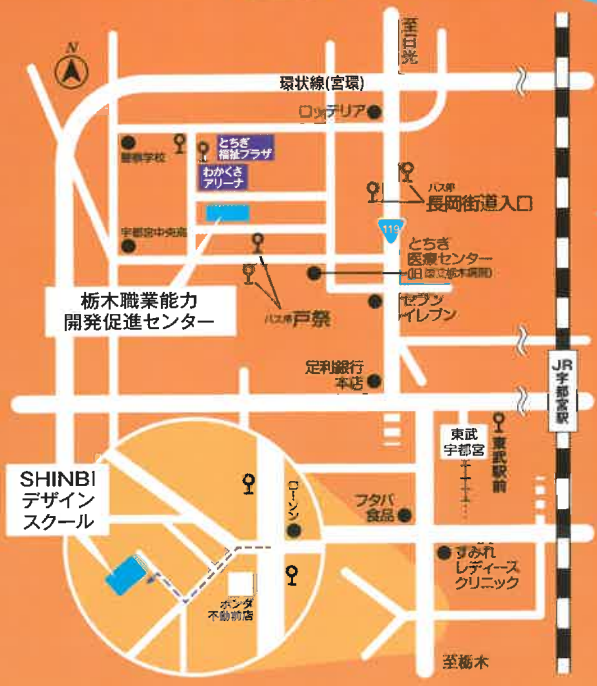 至日光
N
環状線(宮環)
ロッテリア
とちぎ
福祉プラザ
警察学校
わかくさ
アリーナ
バス停
長岡街道入口
119
宇都宮中央高
とちぎ
医療センター
(旧 国立栃木病院)
栃木職業能力
開発促進センター
バス停 戸祭
セブン
イレブン
足利銀行
本店
JR宇都宮駅
東武
宇都宮
東武駅前
SHINBI
デザイン
スクール
ローソン
フタバ
食品
すみれ
レディース
クリニック
ホンダ
不動前店
至栃木